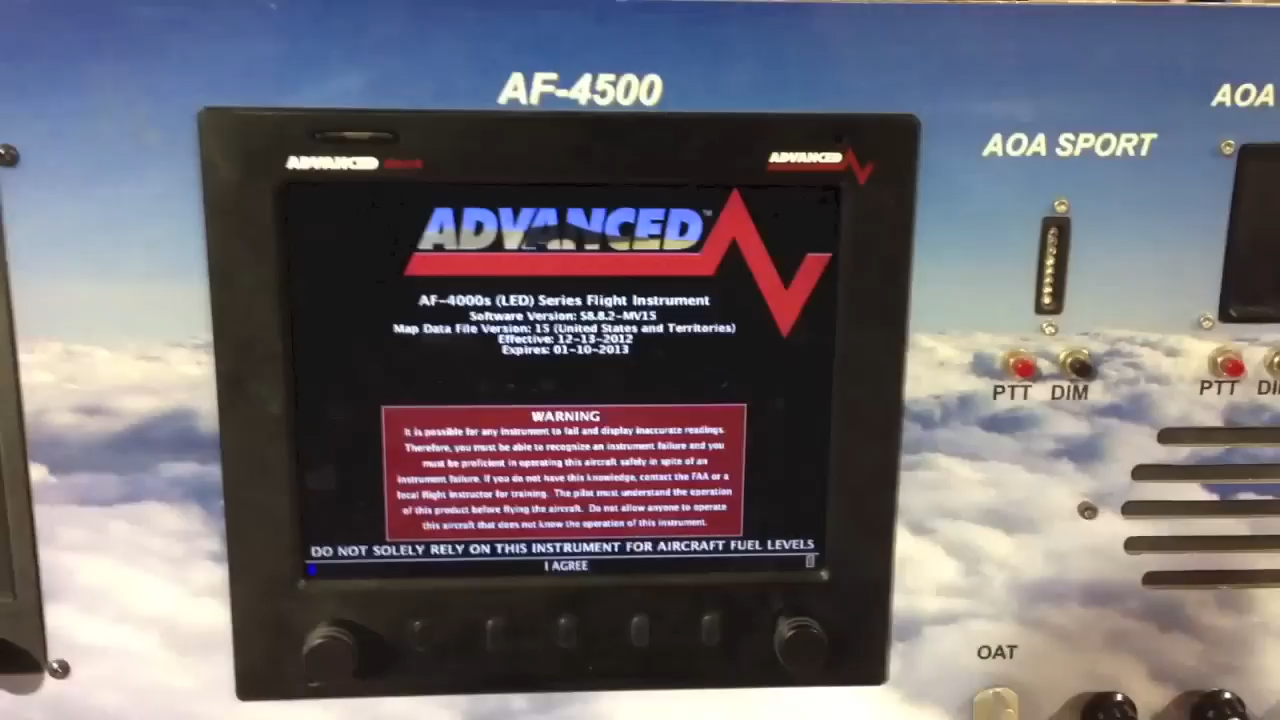 AF-4500
AOA
AOA SPORT
ADVANCED
ADVANCED
ADVANCED™
AF-4000s (LED) Series Flight Instrument
Software Version: S8.8.2-MV15
Map Data File Version: 15 (United States and Territories)
Effective: 12-13-2012
Expires: 01-10-2013
PTT DIM
PTT DI
WARNING
It is possible for any instrument to fail and display inaccurate readings.
Therefore, you must be able to recognize an instrument failure and you
must be proficient in operating this aircraft safely in spite of an
instrument failure. If you do not have this knowledge, contact the FAA or a
local flight instructor for training. The pilot must understand the operation
of this product before flying the aircraft. Do not allow anyone to operate
this aircraft that does not know the operation of this instrument.
DO NOT SOLELY RELY ON THIS INSTRUMENT FOR AIRCRAFT FUEL LEVELS
I AGREE
OAT